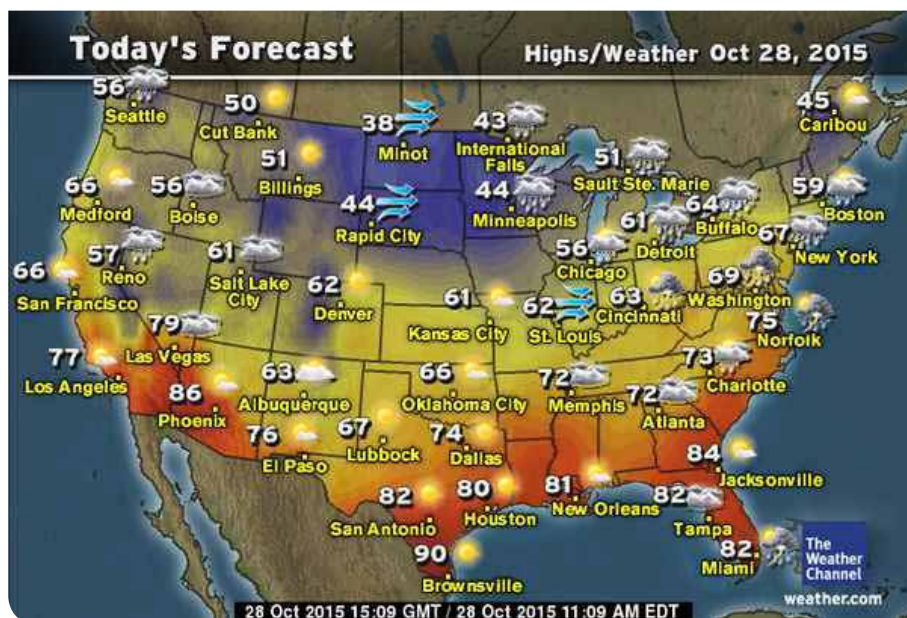 Today's Forecast
Highs/Weather Oct 28, 2015
56
Seattle
50
Cut Bank
38
Minot
43
International
Falls
45
Caribou
51
Billings
51
Sault Ste. Marie
66
Medford
56
Boise
44
Rapid City
44
Minneapolis
64
Buffalo
59
Boston
61
Detroit
67
New York
57
Reno
61
Salt Lake
City
56
Chicago
66
San Francisco
62
Denver
61
Kansas City
62
St. Louis
63
Cincinnati
69
Washington
75
Norfolk
79
Las Vegas
77
Los Angeles
86
Phoenix
63
Albuquerque
66
Oklahoma City
72
Memphis
72
Atlanta
73
Charlotte
76
El Paso
67
Lubbock
74
Dallas
84
Jacksonville
82
San Antonio
80
Houston
81
New Orleans
82
Tampa
90
Brownsville
82
Miami
The
Weather
Channel
weather.com
28 Oct 2015 15:09 GMT / 28 Oct 2015 11:09 AM EDT